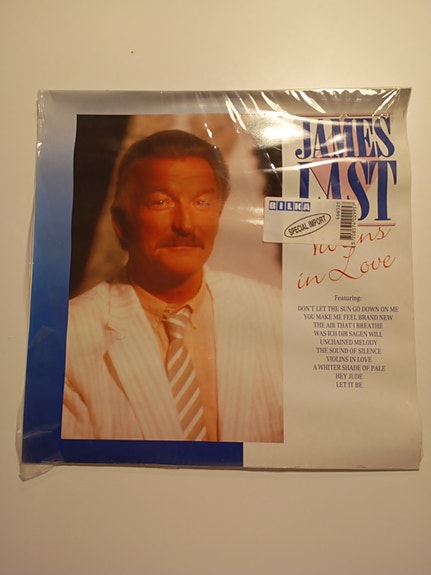 JAMES
LAST
BILKA
SPECIAL IMPORT
in Love
Featuring:
DON'T LET THE SUN GO DOWN ON ME
YOU MAKE ME FEEL BRAND NEW
THE AIR THAT I BREATHE
WAS ICH DIR SAGEN WILL
UNCHAINED MELODY
THE SOUND OF SILENCE
VIOLINS IN LOVE
A WHITER SHADE OF PALE
HEY JUDE
LET IT BE